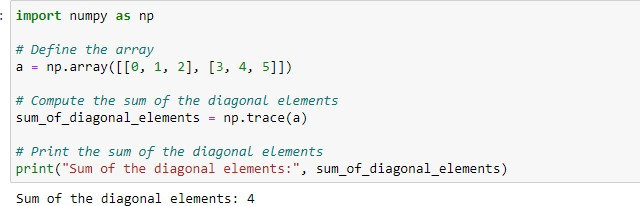 : import numpy as np
# Define the array
a = np.array([[0, 1, 2], [3, 4, 5]])
# Compute the sum of the diagonal elements
sum_of_diagonal_elements = np.trace(a)
# Print the sum of the diagonal elements
print("Sum of the diagonal elements:", sum_of_diagonal_elements)
Sum of the diagonal elements: 4